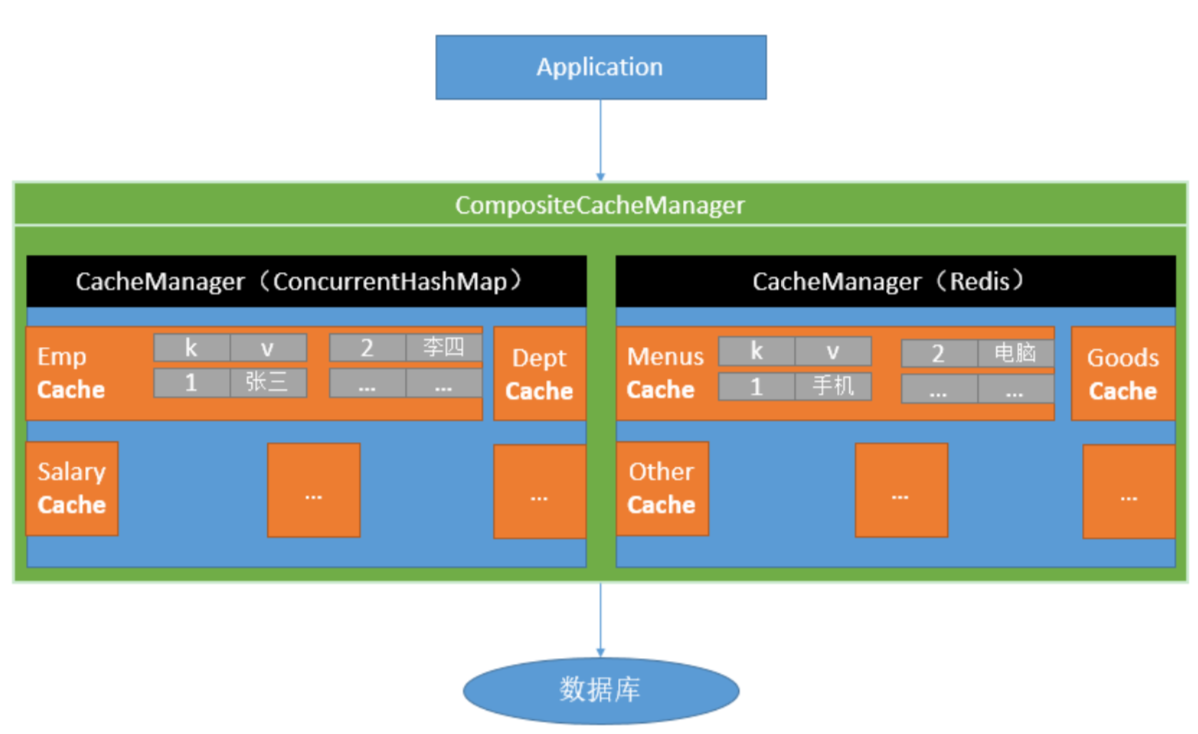 Application
CompositeCacheManager
CacheManager（ConcurrentHashMap）
Emp
Cache
k v
1 张三
2 李四
... ...
Dept
Cache
Salary
Cache
...
...
CacheManager（Redis）
Menus
Cache
k v
1 手机
2 电脑
... ...
Goods
Cache
Other
Cache
...
...
数据库